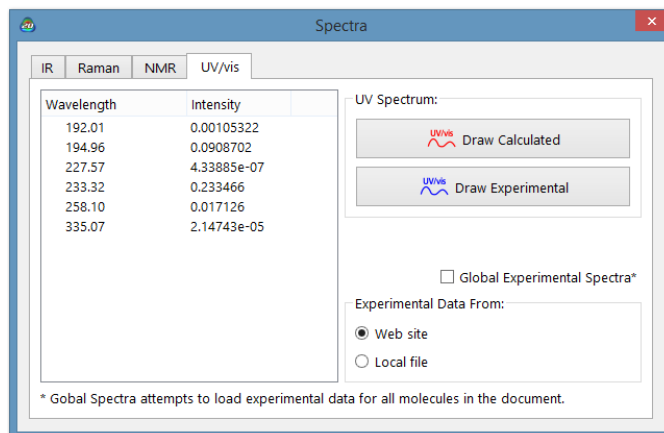 Spectra
IR Raman NMR UV/vis
Wavelength Intensity
192.01 0.00105322
194.96 0.0908702
227.57 4.33885e-07
233.32 0.233466
258.10 0.017126
335.07 2.14743e-05
UV Spectrum:
UV/vis Draw Calculated
UV/vis Draw Experimental
Global Experimental Spectra*
Experimental Data From:
Web site
Local file
* Global Spectra attempts to load experimental data for all molecules in the document.